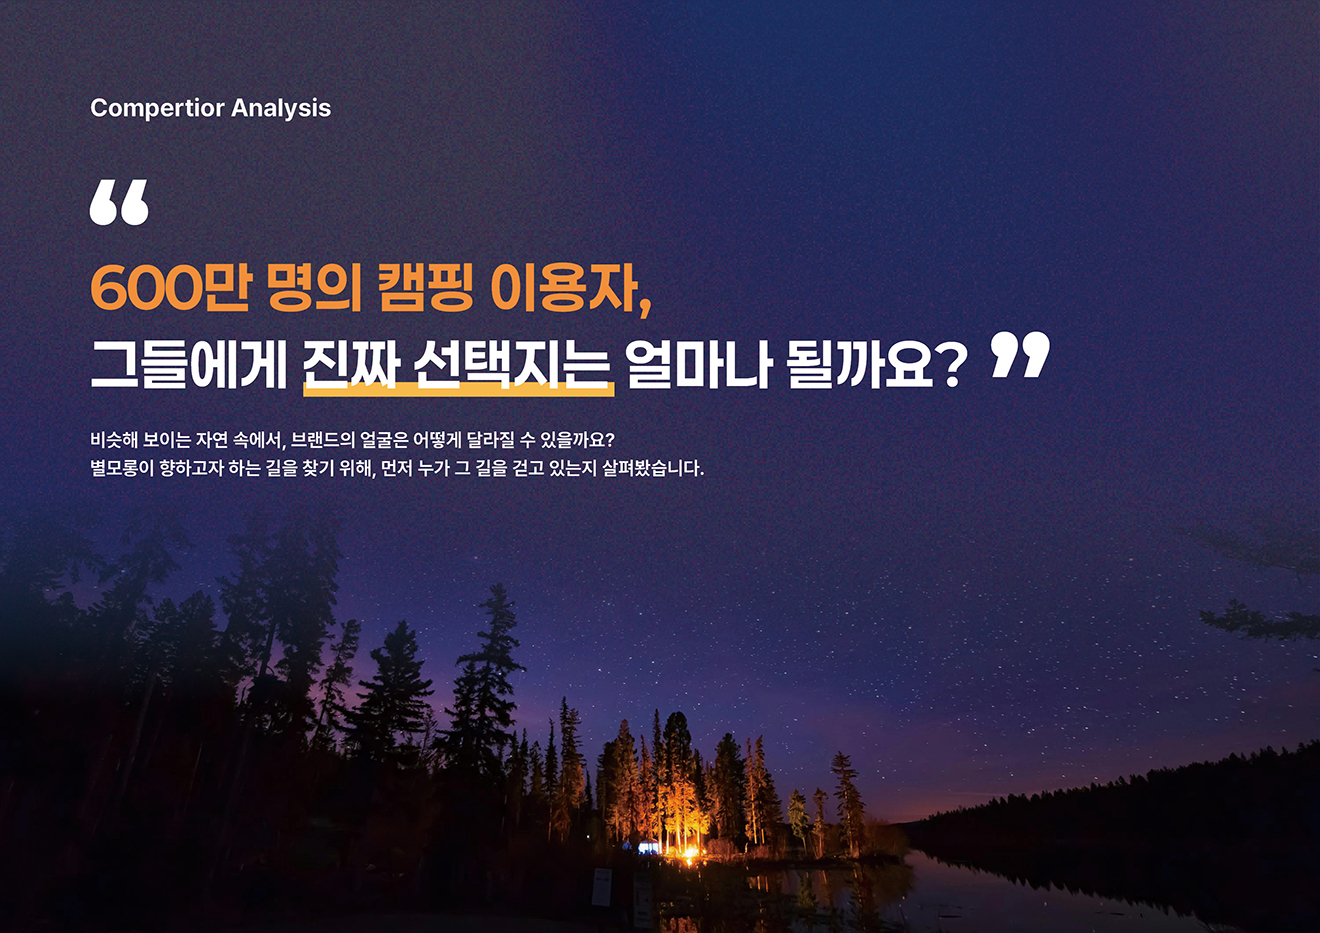 Compertior Analysis
“
600만 명의 캠핑 이용자,
그들에게 진짜 선택지는 얼마나 될까요? ”
비슷해 보이는 자연 속에서, 브랜드의 얼굴은 어떻게 달라질 수 있을까요?
별모롱이 향하고자 하는 길을 찾기 위해, 먼저 누가 그 길을 걷고 있는지 살펴봤습니다.